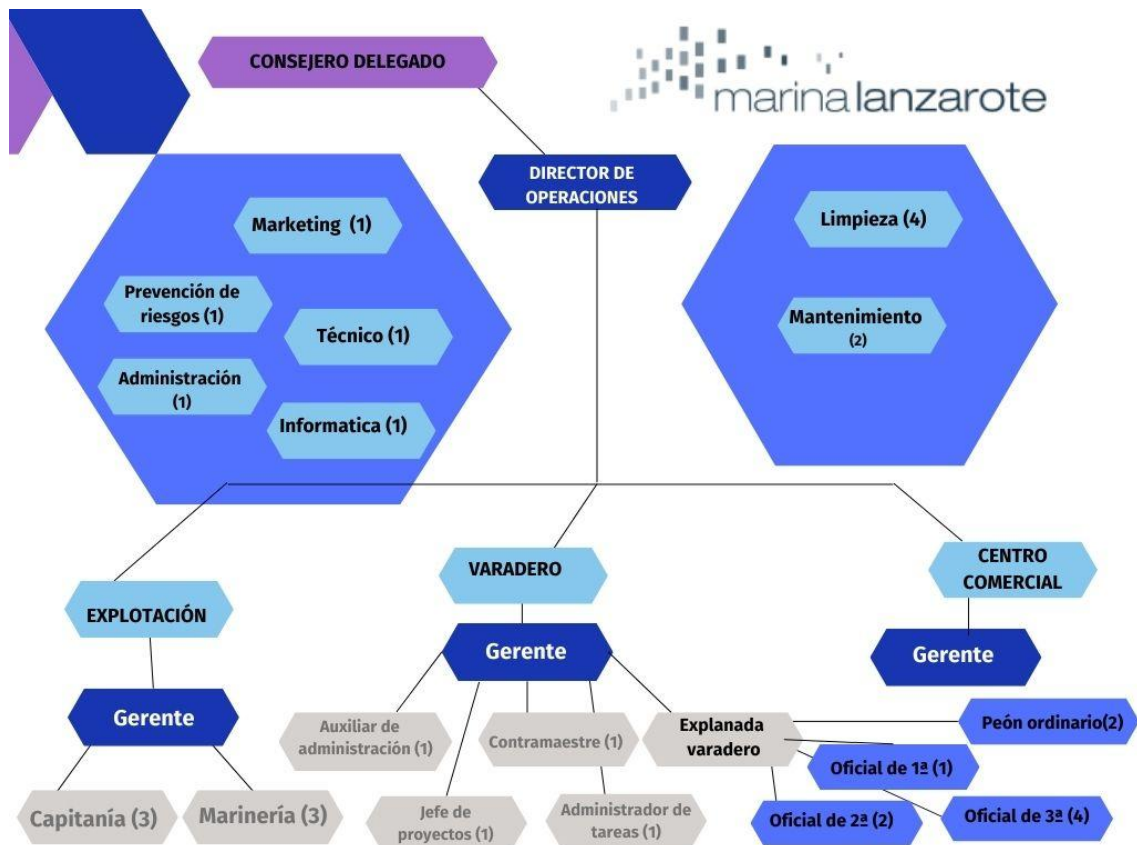 CONSEJERO DELEGADO
marinalanzarote
DIRECTOR DE
OPERACIONES
Marketing (1)
Prevención de
riesgos (1)
Técnico (1)
Administración
(1)
Informatica (1)
Limpieza (4)
Mantenimiento
(2)
EXPLOTACIÓN
VARADERO
CENTRO
COMERCIAL
Gerente
Gerente
Gerente
Capitanía (3)
Marinería (3)
Auxiliar de
administración (1)
Jefe de
proyectos (1)
Contramaestre (1)
Administrador de
tareas (1)
Explanada
varadero
Peón ordinario(2)
Oficial de 1ª (1)
Oficial de 2ª (2)
Oficial de 3ª (4)